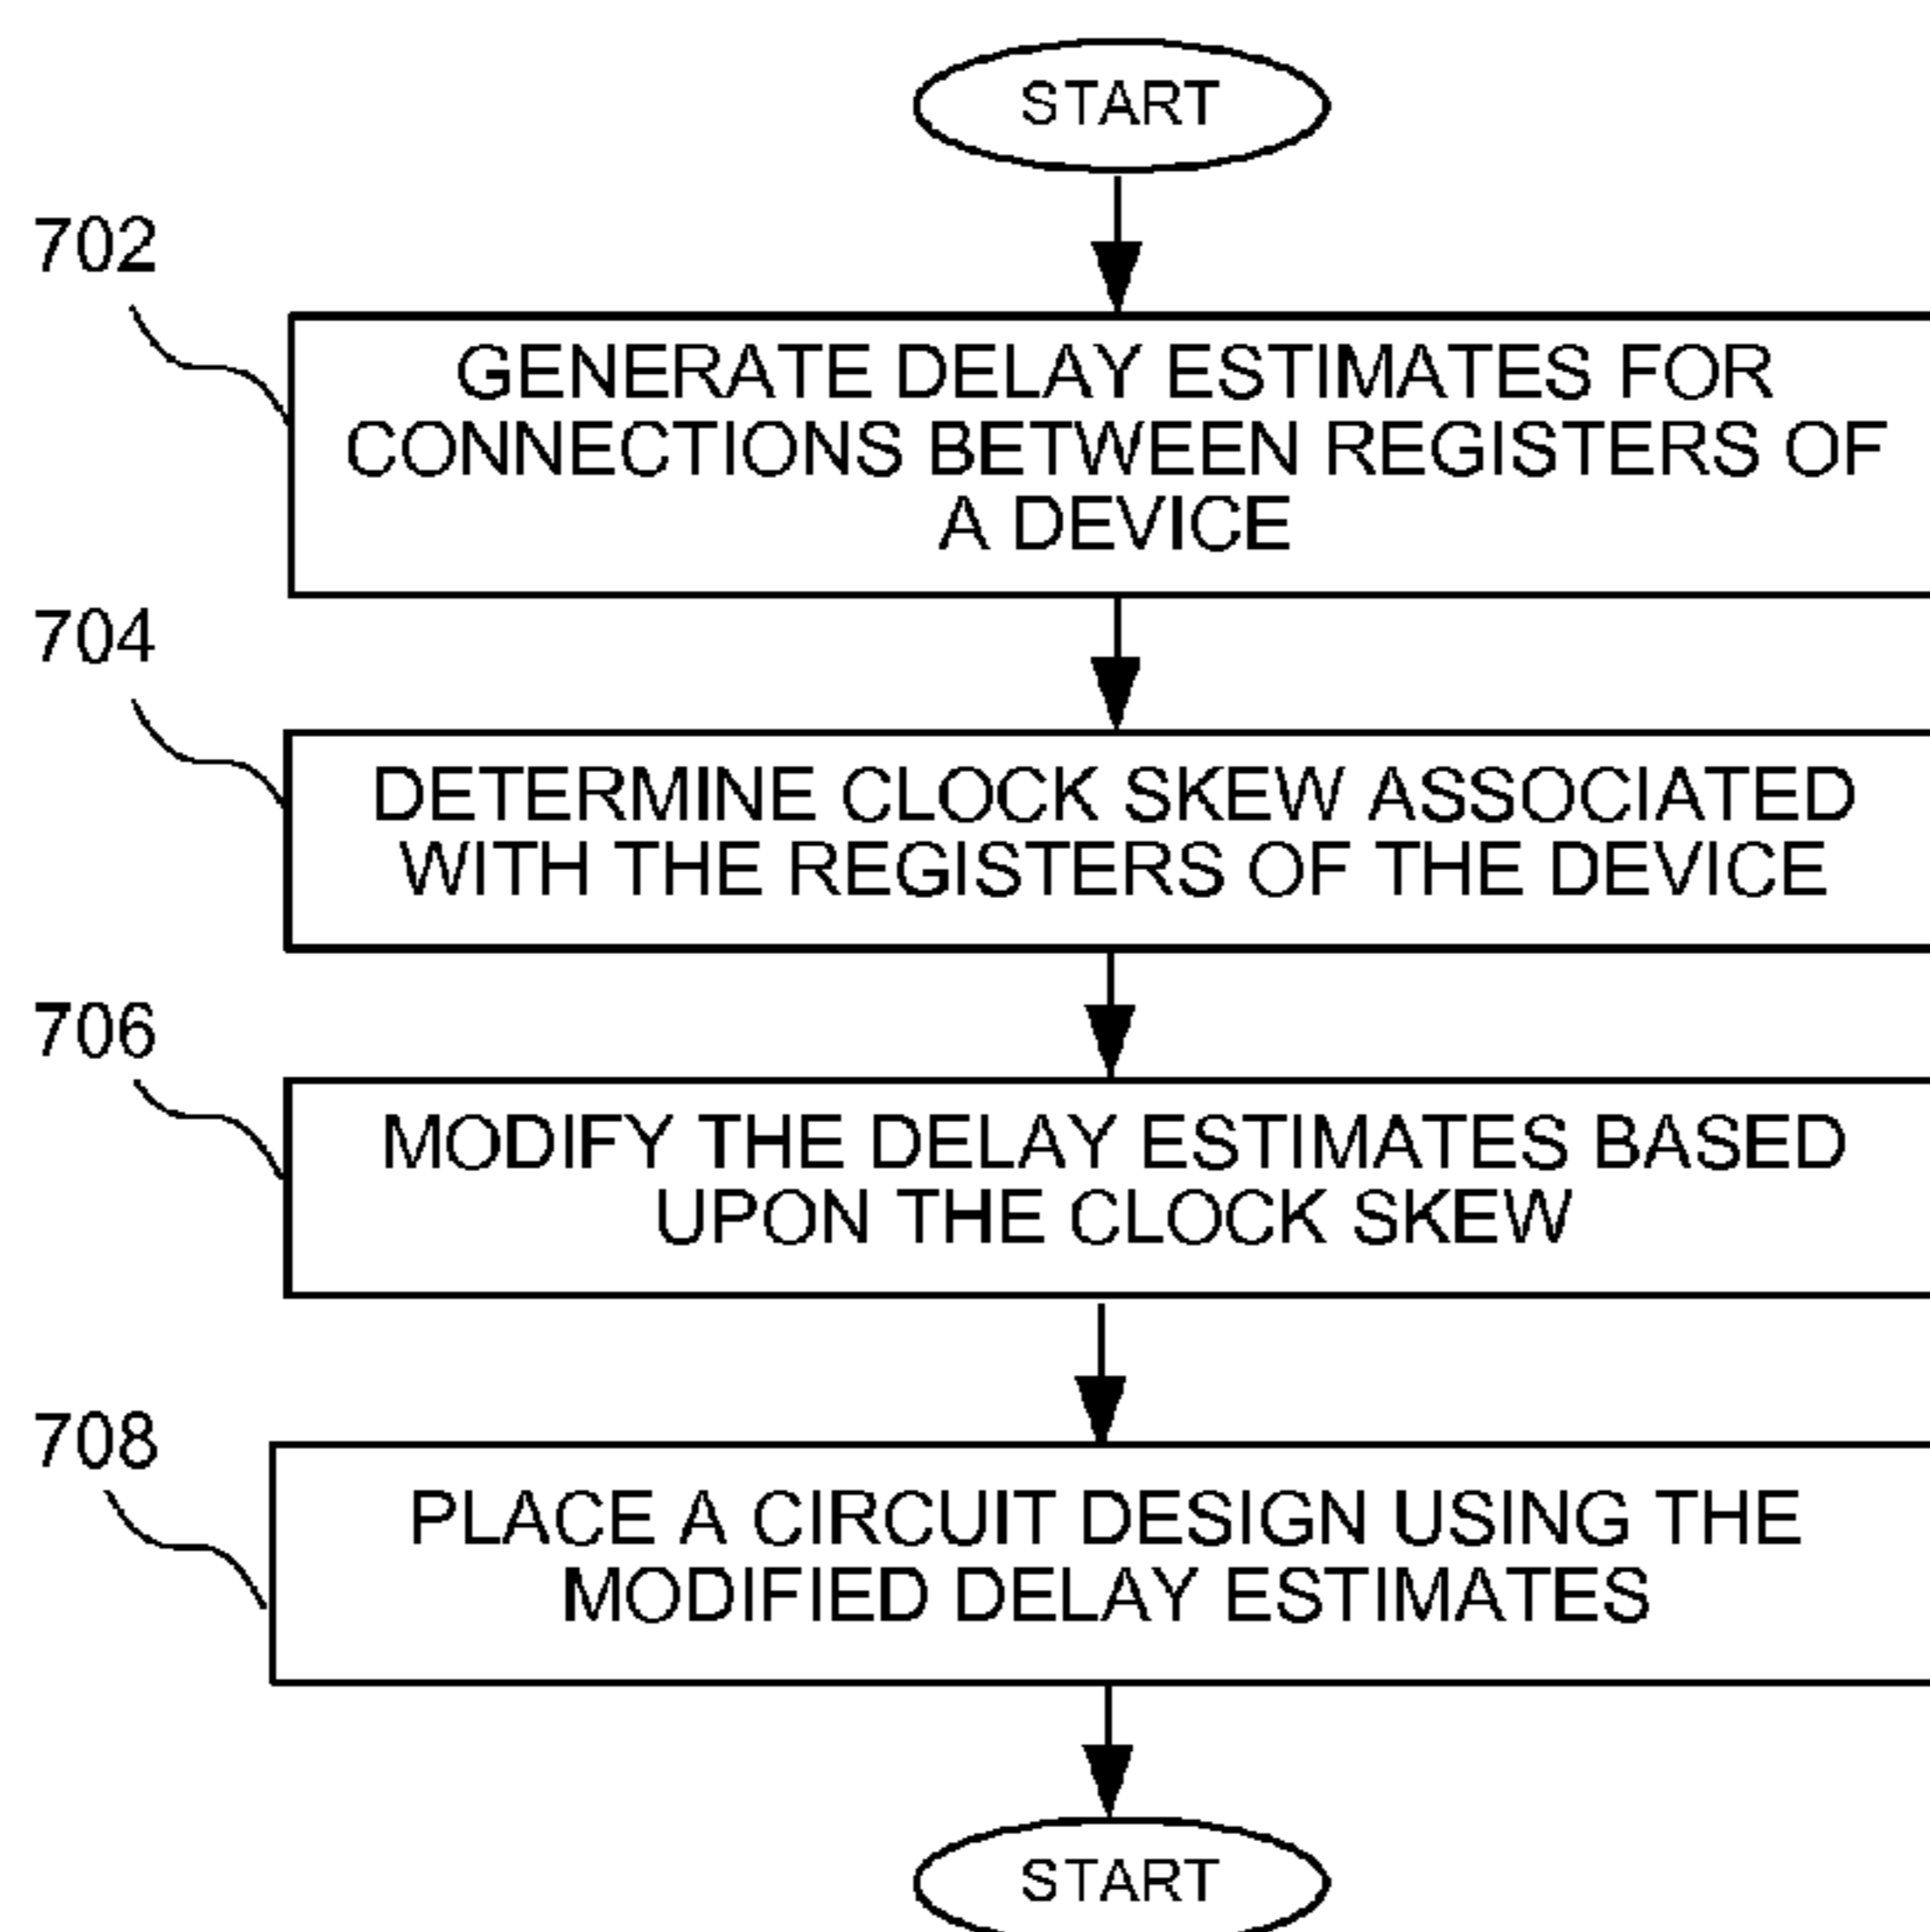 START
702
GENERATE DELAY ESTIMATES FOR
CONNECTIONS BETWEEN REGISTERS OF
A DEVICE
704
DETERMINE CLOCK SKEW ASSOCIATED
WITH THE REGISTERS OF THE DEVICE
706
MODIFY THE DELAY ESTIMATES BASED
UPON THE CLOCK SKEW
708
PLACE A CIRCUIT DESIGN USING THE
MODIFIED DELAY ESTIMATES
START